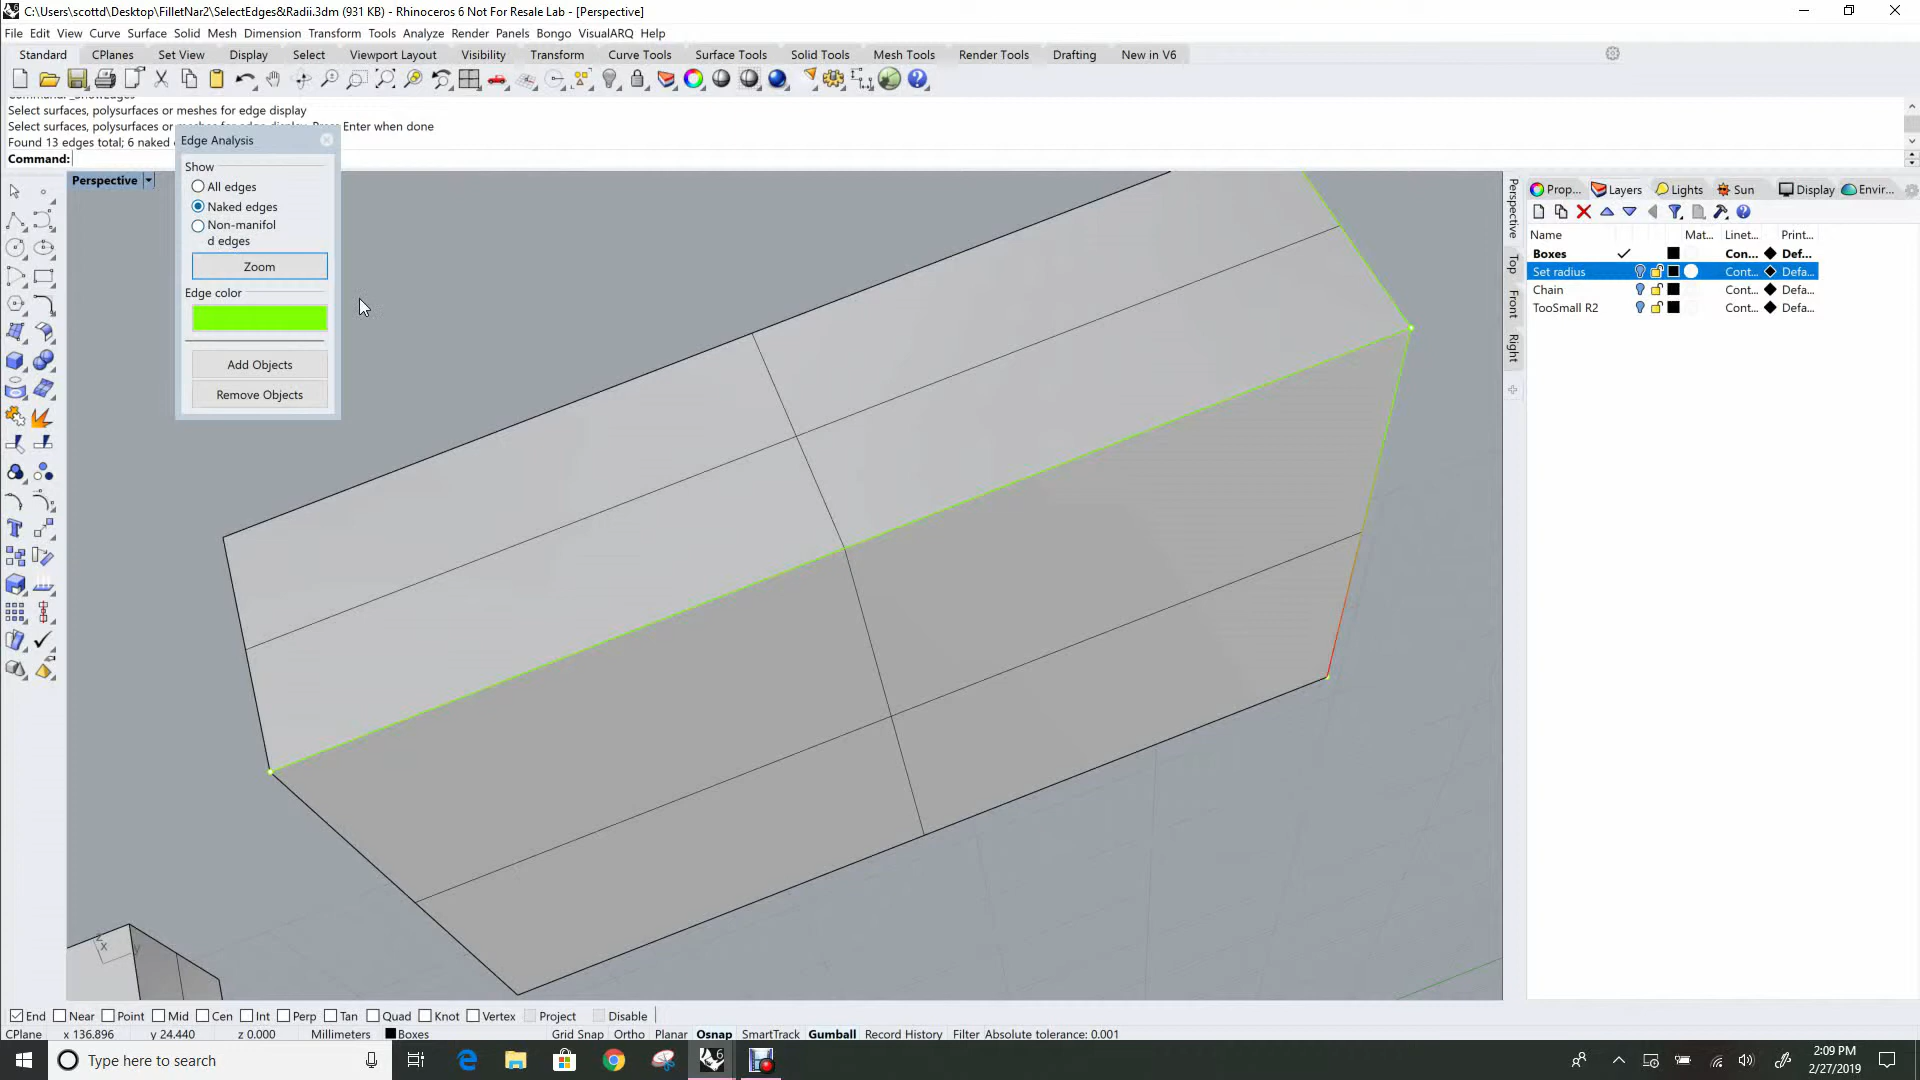 C:\Users\scottd\Desktop\FilletNar2\SelectEdges&Radii.3dm (931 KB) - Rhinoceros 6 Not For Resale Lab - [Perspective]
File Edit View Curve Surface Solid Mesh Dimension Transform Tools Analyze Render Panels Bongo VisualARQ Help
Standard CPlanes Set View Display Select Viewport Layout Visibility Transform Curve Tools Surface Tools Solid Tools Mesh Tools Render Tools Drafting New in V6
Select surfaces, polysurfaces or meshes for edge display
Select surfaces, polysurfaces or meshes for edge display. Press Enter when done
Found 13 edges total; 6 naked
Command:
Perspective
Edge Analysis
Show
All edges
Naked edges
Non-manifol
d edges
Zoom
Edge color
Add Objects
Remove Objects
Perspective
Top
Front
Right
Prop... Layers Lights Sun Display Envir...
Name Mat... Linet... Print...
Boxes Con... Def...
Set radius Cont... Defa...
Chain Cont... Defa...
TooSmall R2 Cont... Defa...
z
x
y
End Near Point Mid Cen Int Perp Tan Quad Knot Vertex Project Disable
CPlane x 136.896 y 24.440 z 0.000 Millimeters Boxes Grid Snap Ortho Planar Osnap SmartTrack Gumball Record History Filter Absolute tolerance: 0.001
Type here to search
6
2:09 PM
2/27/2019